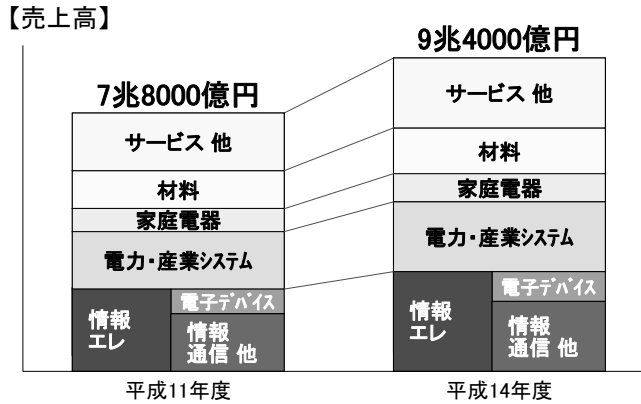 【売上高】
9兆4000億円
7兆8000億円
サービス 他
サービス 他
材料
材料
家庭電器
家庭電器
電力・産業システム
電力・産業システム
電子デバイス
電子デバイス
情報
エレ
情報
通信 他
情報
エレ
情報
通信 他
平成11年度
平成14年度